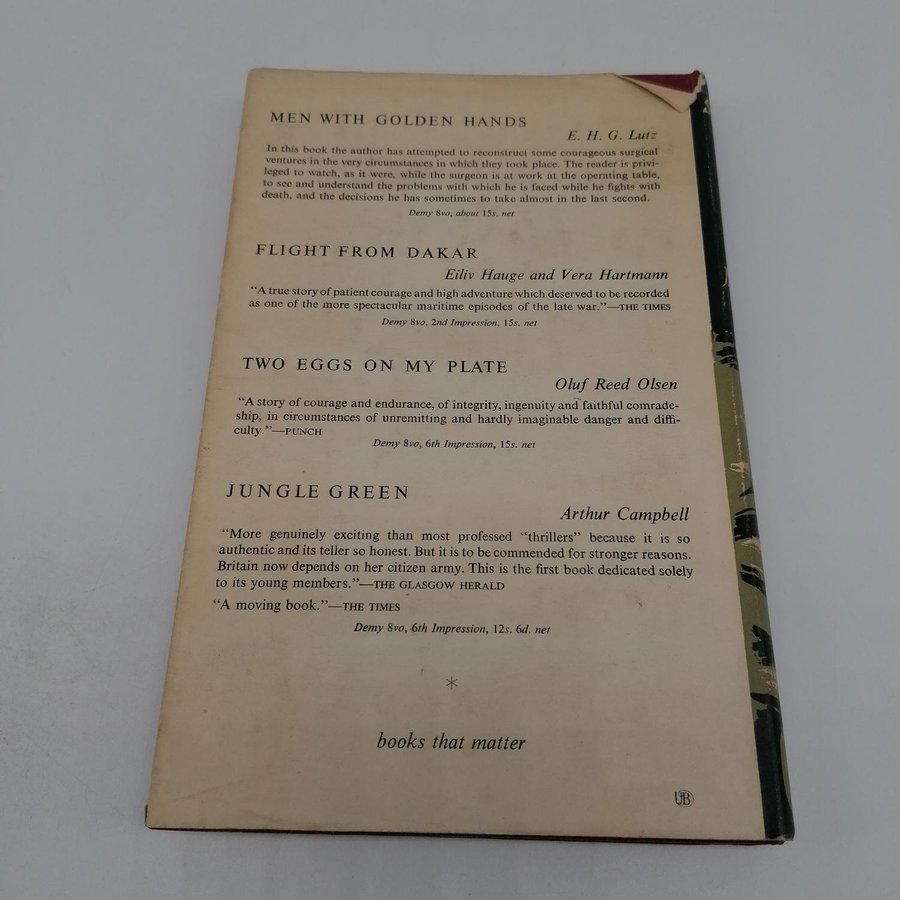 MEN WITH GOLDEN HANDS
E. H. G. Lutz
In this book the author has attempted to reconstruct some courageous surgical
ventures in the very circumstances in which they took place. The reader is privi-
leged to watch, as it were, while the surgeon is at work at the operating table,
to see and understand the problems with which he is faced while he fights with
death, and the decisions he has sometimes to take almost in the last second.
Demy 8vo, about 15s. net
FLIGHT FROM DAKAR
Eiliv Hauge and Vera Hartmann
“A true story of patient courage and high adventure which deserved to be recorded
as one of the more spectacular maritime episodes of the late war.”—THE TIMES
Demy 8vo, 2nd Impression, 15s. net
TWO EGGS ON MY PLATE
Oluf Reed Olsen
“A story of courage and endurance, of integrity, ingenuity and faithful comrade-
ship, in circumstances of unremitting and hardly imaginable danger and diffi-
culty.”—PUNCH
Demy 8vo, 6th Impression, 15s. net
JUNGLE GREEN
Arthur Campbell
“More genuinely exciting than most professed “thrillers” because it is so
authentic and its teller so honest. But it is to be commended for stronger reasons.
Britain now depends on her citizen army. This is the first book dedicated solely
to its young members.”—THE GLASGOW HERALD
“A moving book.”—THE TIMES
Demy 8vo, 6th Impression, 12s. 6d. net
*
books that matter
UB